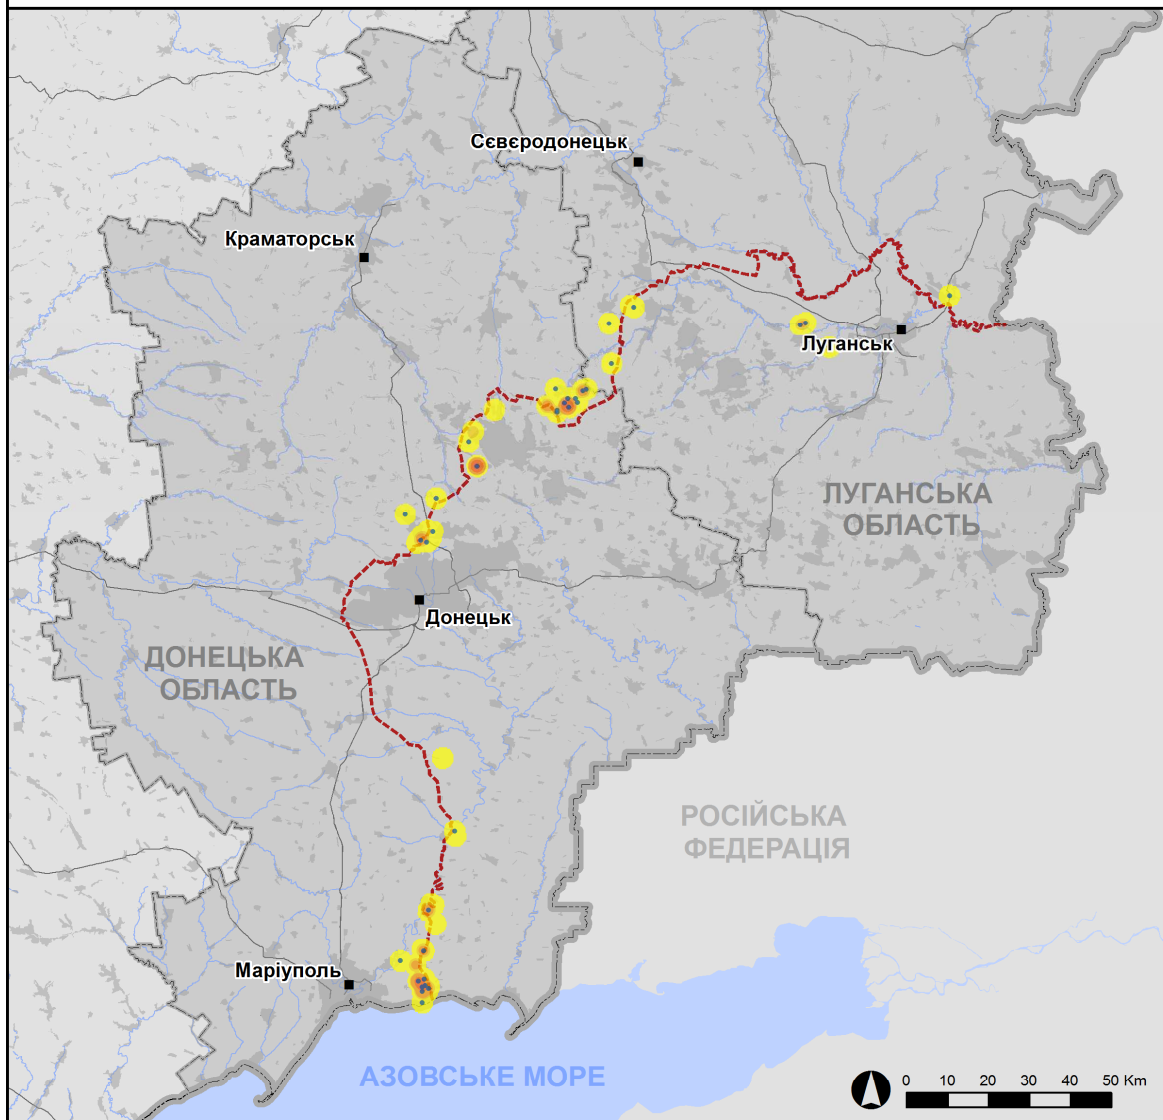 Сєвєродонецьк
Краматорськ
Луганськ
ЛУГАНСЬКА
ОБЛАСТЬ
Донецьк
ДОНЕЦЬКА
ОБЛАСТЬ
РОСІЙСЬКА
ФЕДЕРАЦІЯ
Маріуполь
АЗОВСЬКЕ МОРЕ
0 10 20 30 40 50 Km